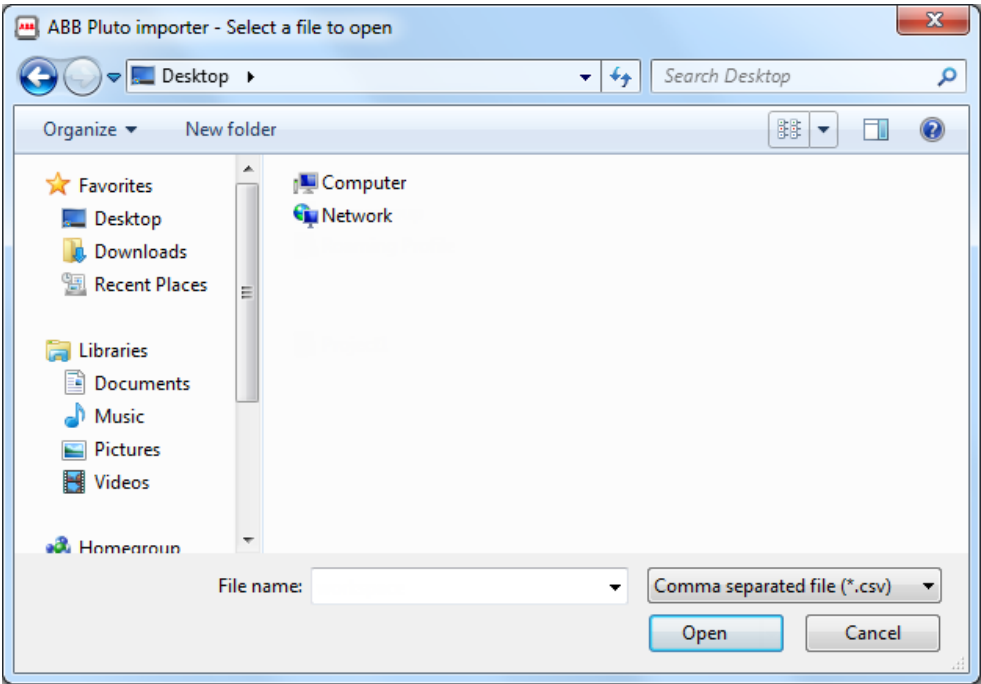 ABB Pluto importer - Select a file to open
Desktop
Search Desktop
Organize
New folder
Favorites
Desktop
Downloads
Recent Places
Libraries
Documents
Music
Pictures
Videos
Homegroup
Computer
Network
File name:
Comma separated file (*.csv)
Open
Cancel